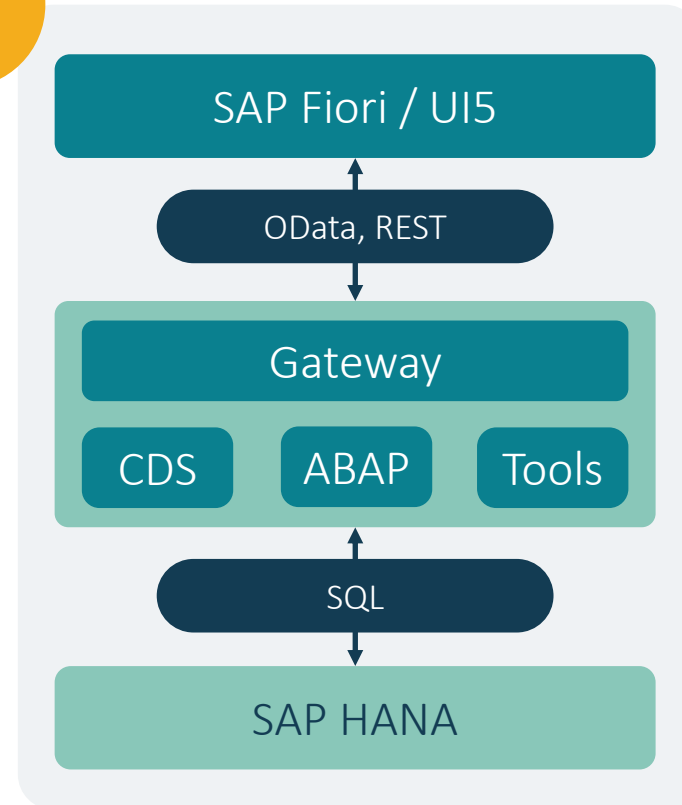 SAP Fiori / UI5
OData, REST
Gateway
CDS
ABAP
Tools
SQL
SAP HANA